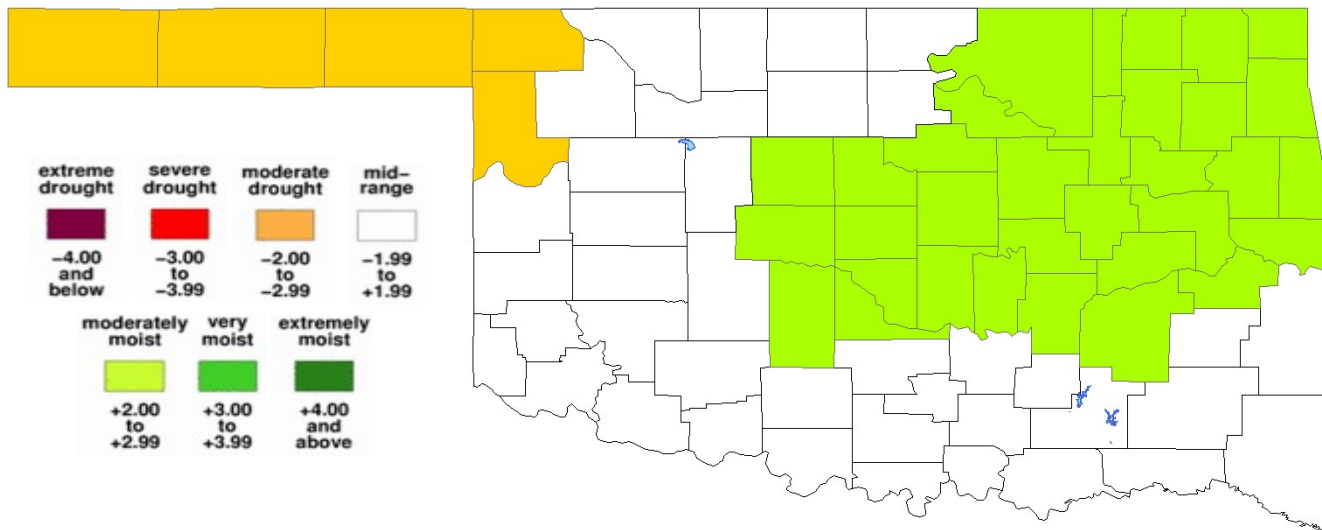 extreme
drought
−4.00
and
below
severe
drought
−3.00
to
−3.99
moderate
drought
−2.00
to
−2.99
mid−
range
−1.99
to
+1.99
moderately
moist
+2.00
to
+2.99
very
moist
+3.00
to
+3.99
extremely
moist
+4.00
and
above